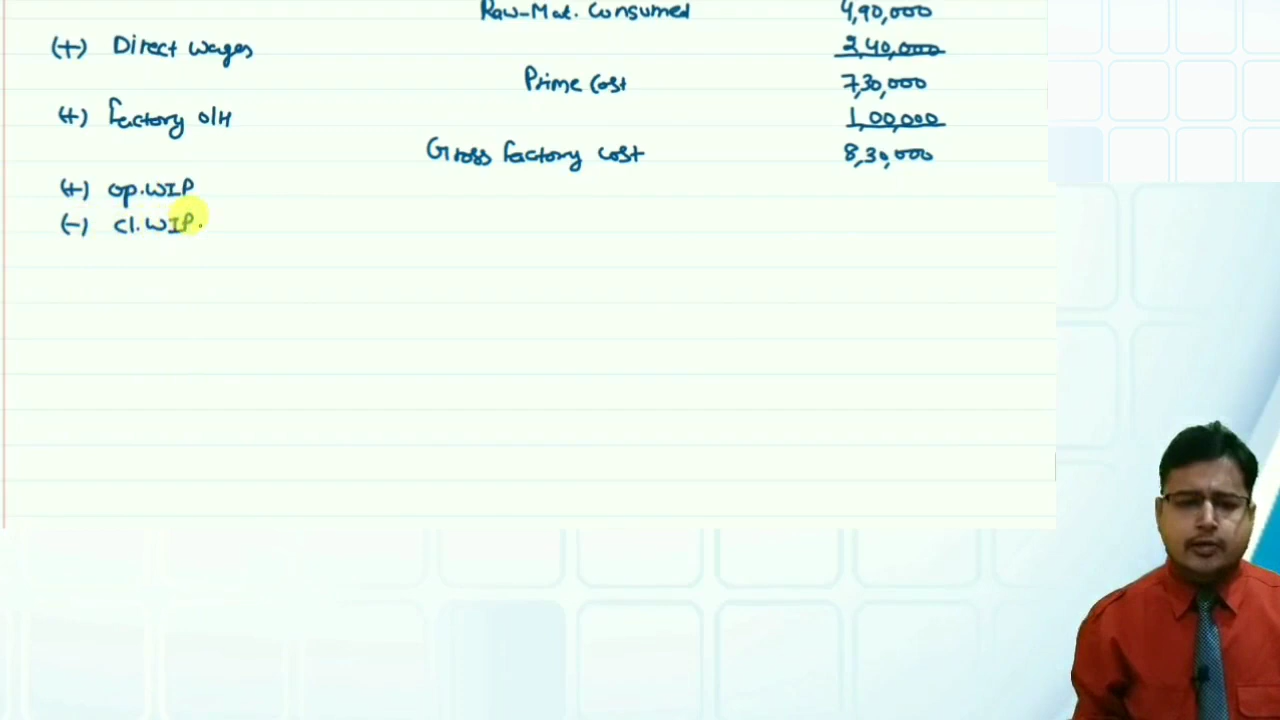 Raw-Mat. Consumed 4,90,000
(+) Direct wages 2,40,000
Prime Cost 7,30,000
(+) Factory O/H 1,00,000
Gross Factory cost 8,30,000
(+) op.WIP
(-) cl.WIP.